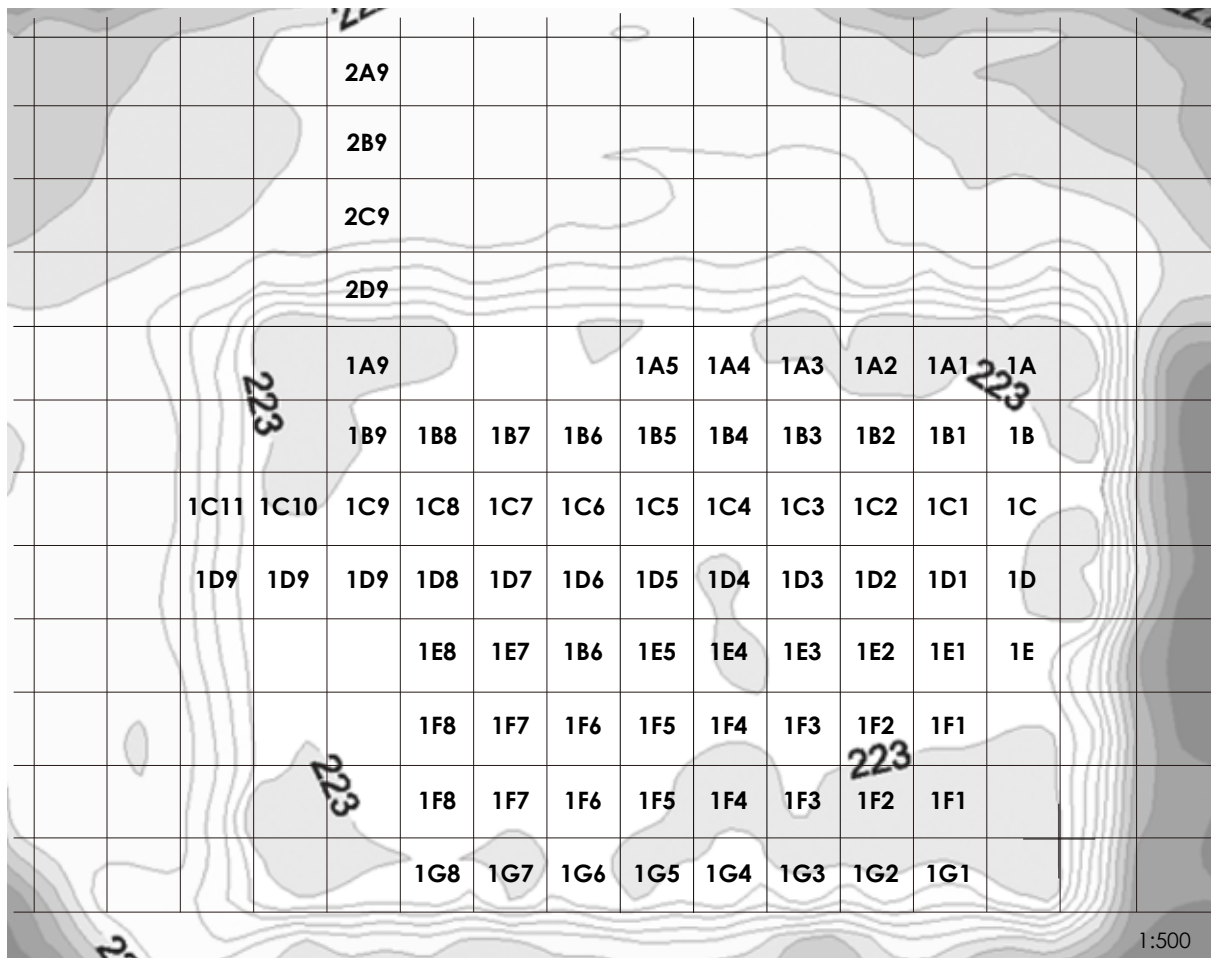 2A9
2B9
2C9
2D9
1A9 1A5 1A4 1A3 1A2 1A1 1A
223
223
1B9 1B8 1B7 1B6 1B5 1B4 1B3 1B2 1B1 1B
1C11 1C10 1C9 1C8 1C7 1C6 1C5 1C4 1C3 1C2 1C1 1C
1D9 1D9 1D9 1D8 1D7 1D6 1D5 1D4 1D3 1D2 1D1 1D
1E8 1E7 1B6 1E5 1E4 1E3 1E2 1E1 1E
1F8 1F7 1F6 1F5 1F4 1F3 1F2 1F1
223
223
1F8 1F7 1F6 1F5 1F4 1F3 1F2 1F1
1G8 1G7 1G6 1G5 1G4 1G3 1G2 1G1
1:500